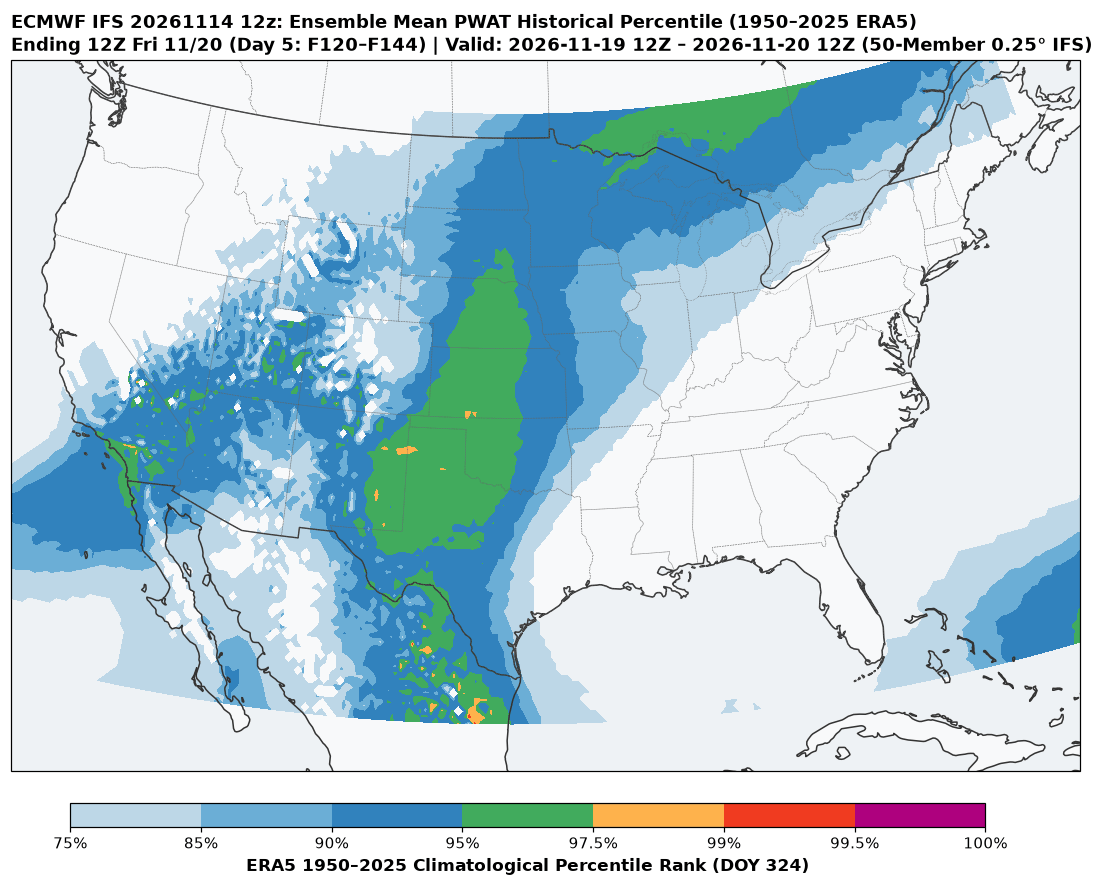 ECMWF IFS 20261114 12z: Ensemble Mean PWAT Historical Percentile (1950–2025 ERA5)
Ending 12Z Fri 11/20 (Day 5: F120–F144) | Valid: 2026-11-19 12Z – 2026-11-20 12Z (50-Member 0.25° IFS)
75% 85% 90% 95% 97.5% 99% 99.5% 100%
ERA5 1950–2025 Climatological Percentile Rank (DOY 324)